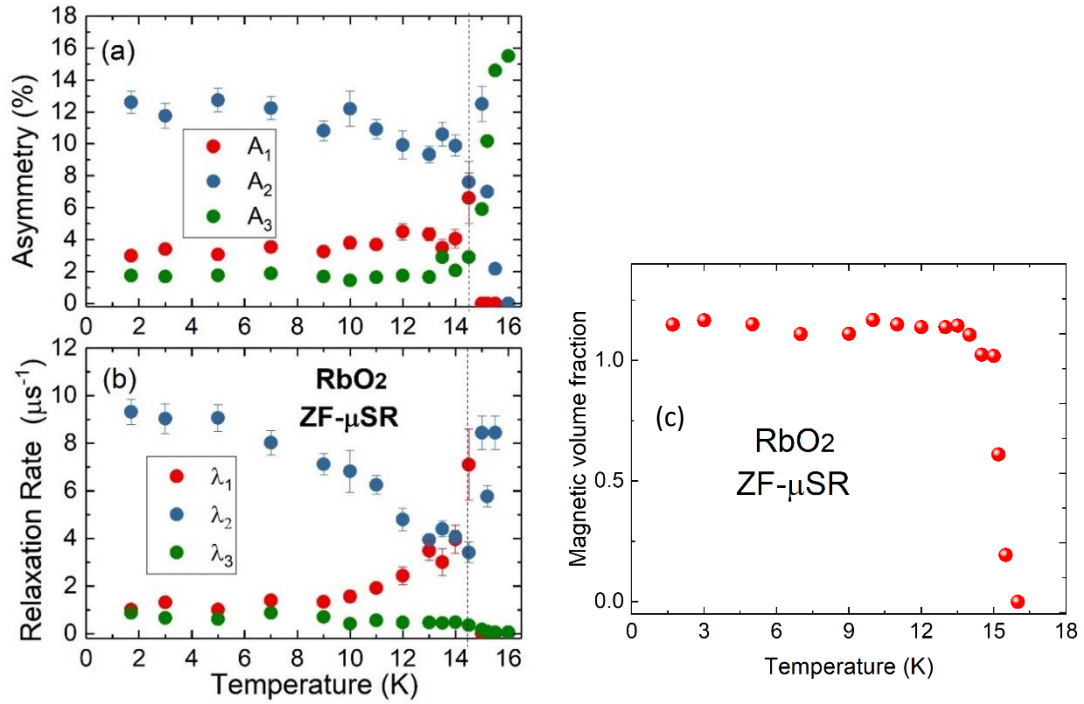 18
16
14
12
10
8
6
4
2
0
(a)
Asymmetry (%)
A₁
A₂
A₃
0 2 4 6 8 10 12 14 16
12
10
8
6
4
2
0
(b)
RbO₂
ZF-μSR
Relaxation Rate (μs⁻¹)
λ₁
λ₂
λ₃
0 2 4 6 8 10 12 14 16
Temperature (K)
1.0
0.5
0.0
(c)
RbO₂
ZF-μSR
Magnetic volume fraction
0 3 6 9 12 15 18
Temperature (K)